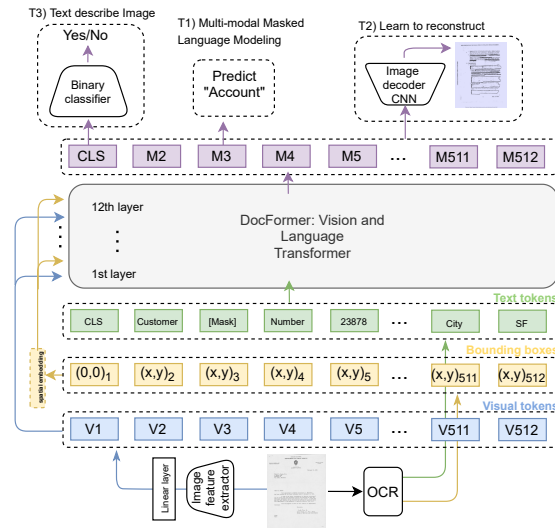 T3) Text describe Image
Yes/No
Binary
classifier
T1) Multi-modal Masked
Language Modeling
Predict
"Account"
T2) Learn to reconstruct
Image
decoder
CNN
CLS M2 M3 M4 M5 ... M511 M512
12th layer
1st layer
DocFormer: Vision and
Language
Transformer
Text tokens
CLS Customer [Mask] Number 23878 ... City SF
Bounding boxes
spatial embedding
(0,0)1 (x,y)2 (x,y)3 (x,y)4 (x,y)5 ... (x,y)511 (x,y)512
Visual tokens
V1 V2 V3 V4 V5 ... V511 V512
Linear layer
Image
feature
extractor
OCR